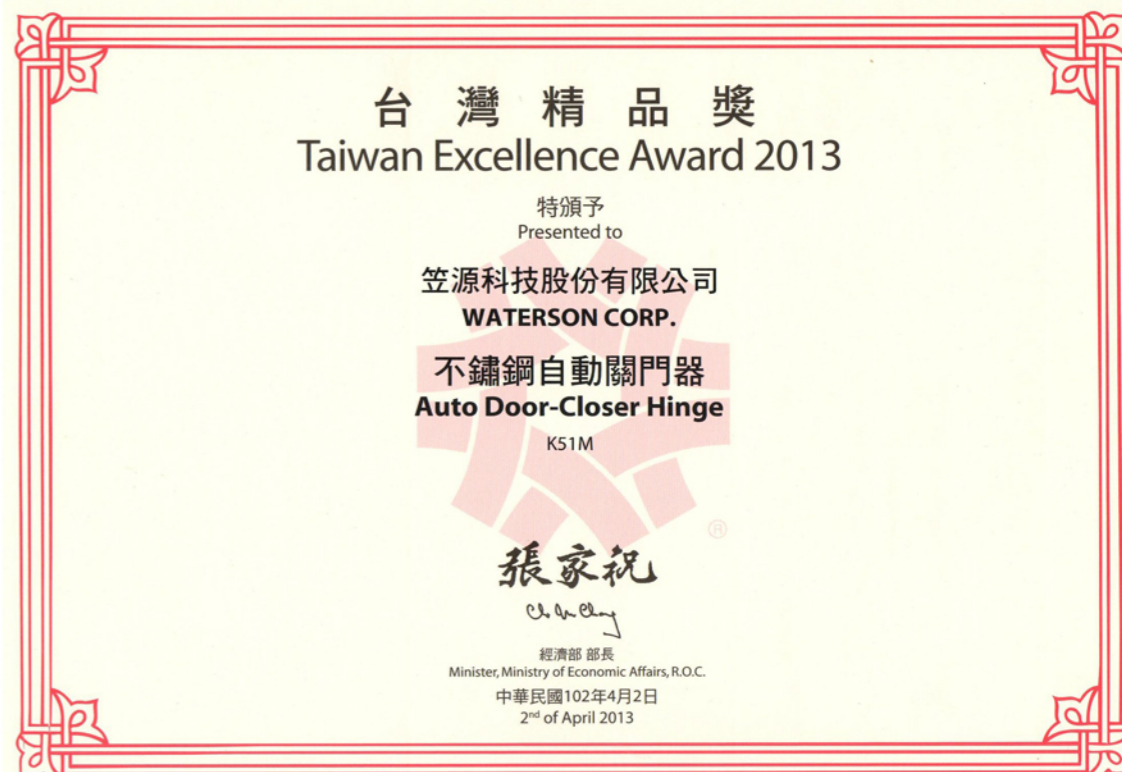 台灣精品獎
Taiwan Excellence Award 2013
特頒予
Presented to
笠源科技股份有限公司
WATERSON CORP.
不鏽鋼自動關門器
Auto Door-Closer Hinge
K51M
®
張家祝
經濟部 部長
Minister, Ministry of Economic Affairs, R.O.C.
中華民國102年4月2日
2nd of April 2013